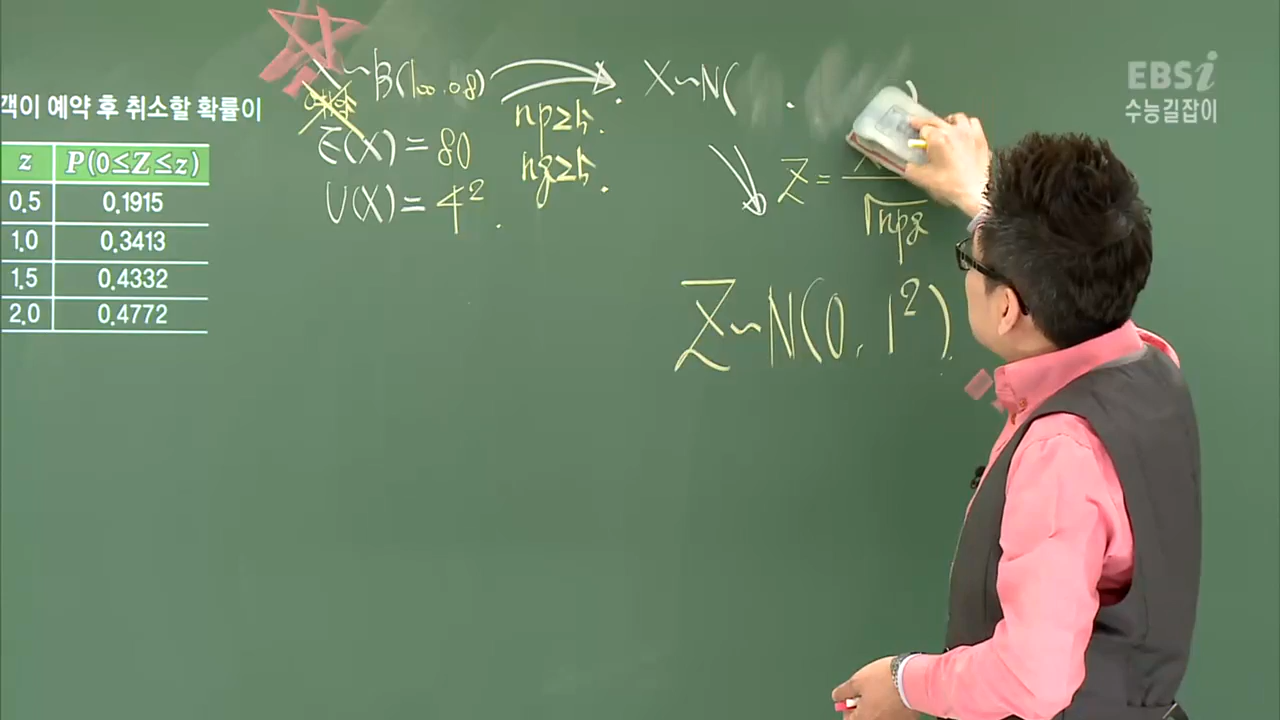 EBSi
수능길잡이
객이 예약 후 취소할 확률이
z P(0≤Z≤z)
0.5 0.1915
1.0 0.3413
1.5 0.4332
2.0 0.4772
X~B(100, 0.8)
E(X) = 80
V(X) = 4²
np≥5.
nq≥5.
X~N( , )
Z =
√npq
Z~N(0, 1²)